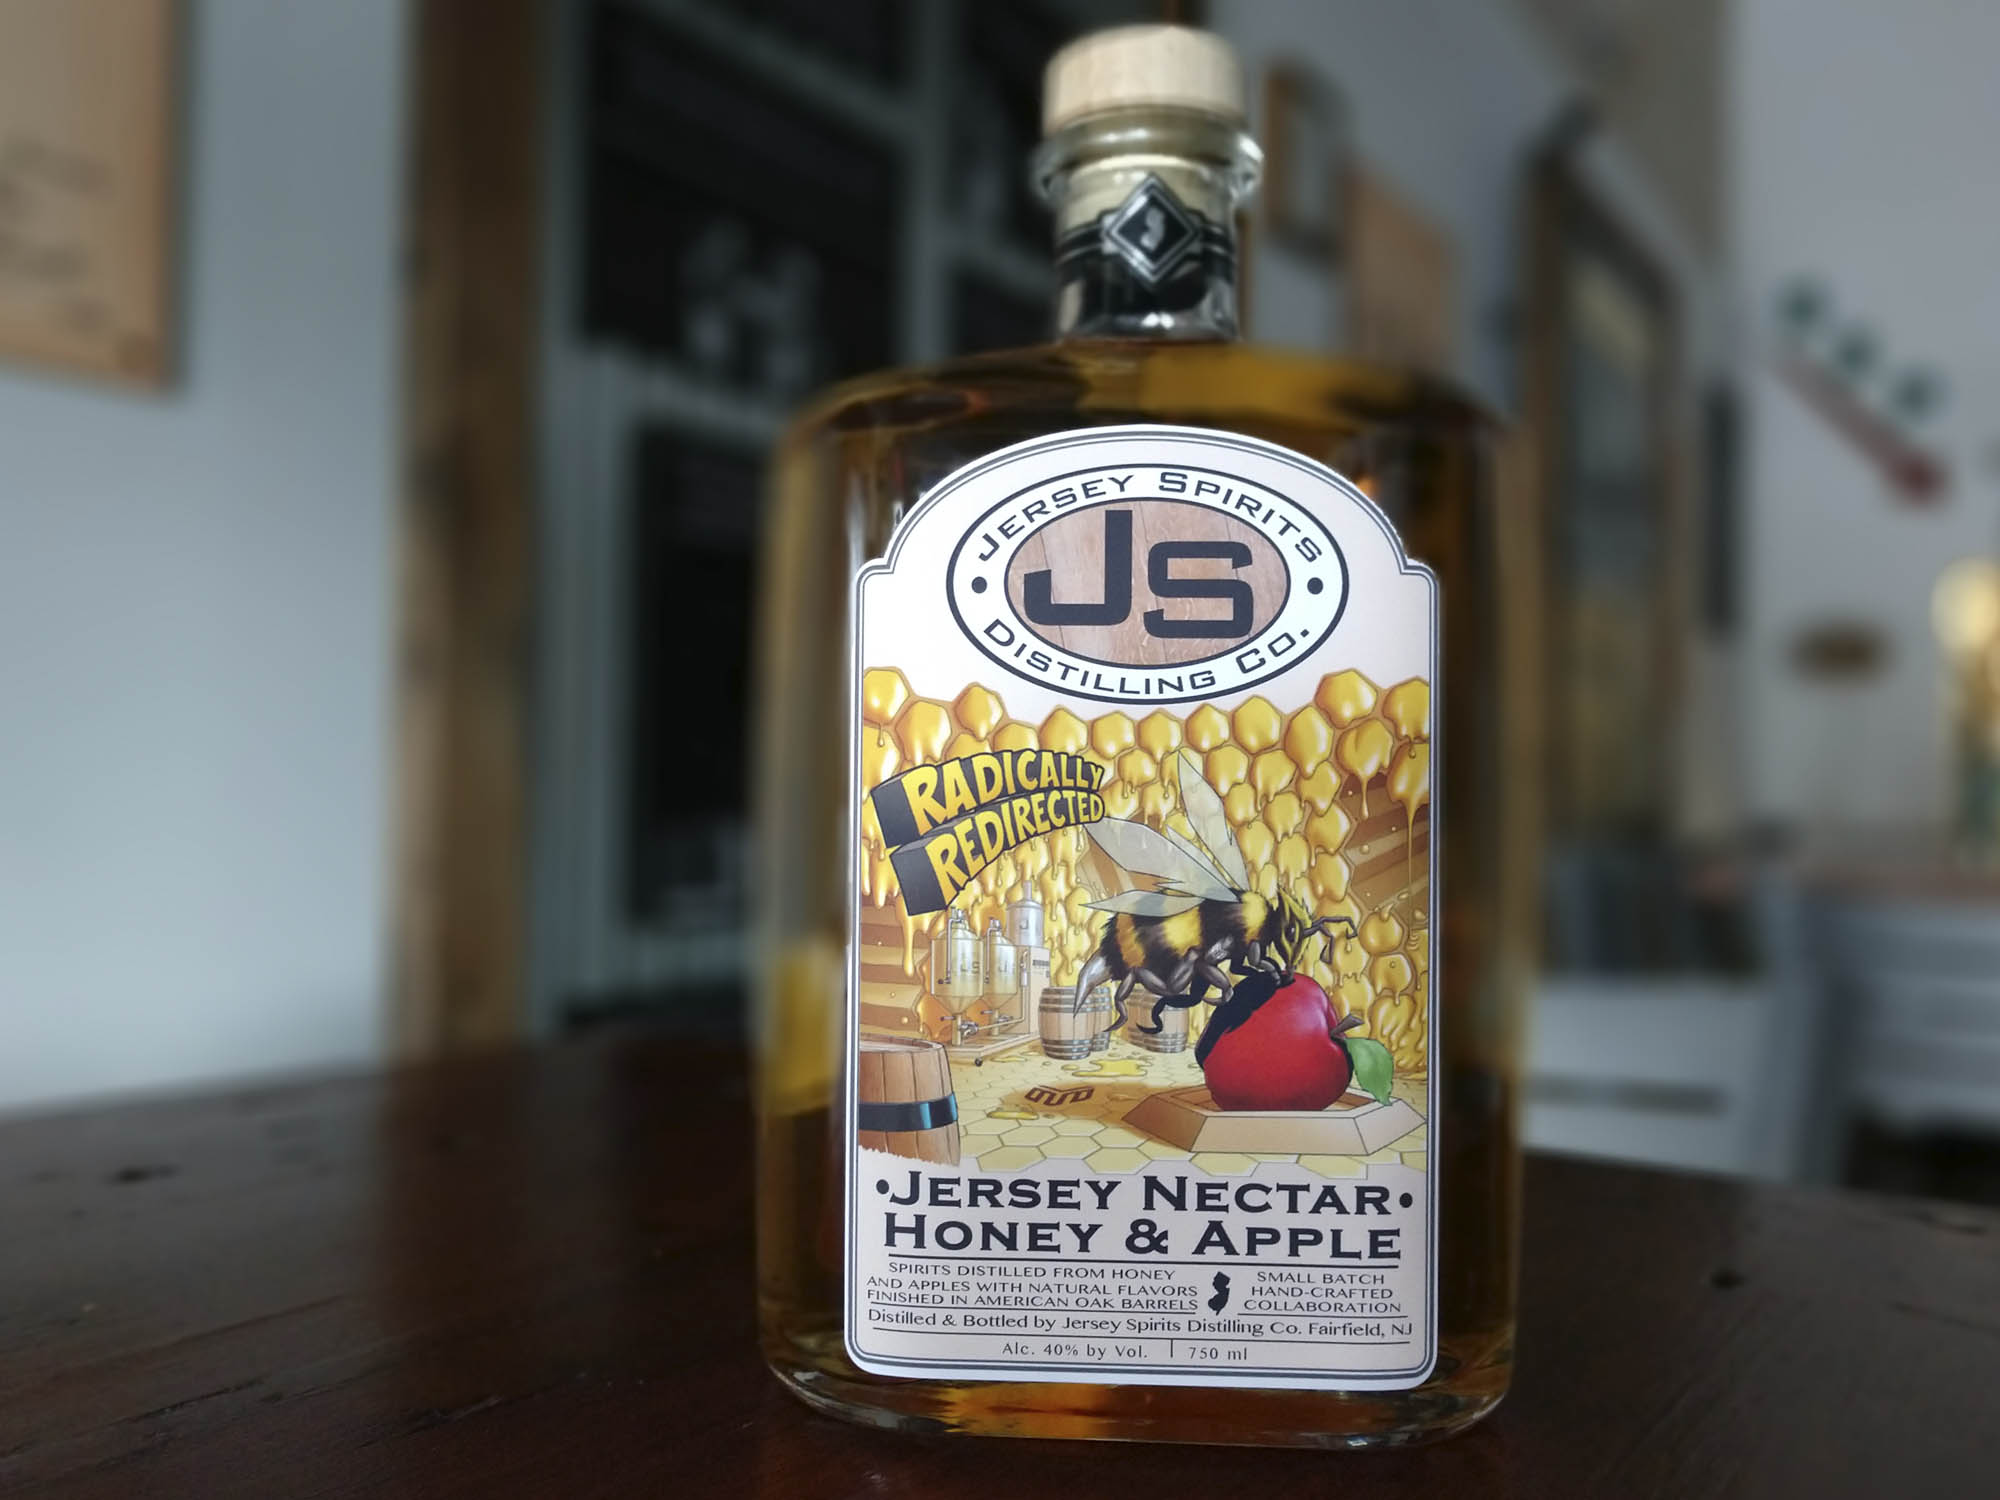 JERSEY SPIRITS
JS
DISTILLING CO.
RADICALLY
REDIRECTED
JS
•JERSEY NECTAR•
HONEY & APPLE
SPIRITS DISTILLED FROM HONEY
AND APPLES WITH NATURAL FLAVORS
FINISHED IN AMERICAN OAK BARRELS
SMALL BATCH
HAND-CRAFTED
COLLABORATION
Distilled & Bottled by Jersey Spirits Distilling Co. Fairfield, NJ
Alc. 40% by Vol. | 750 ml